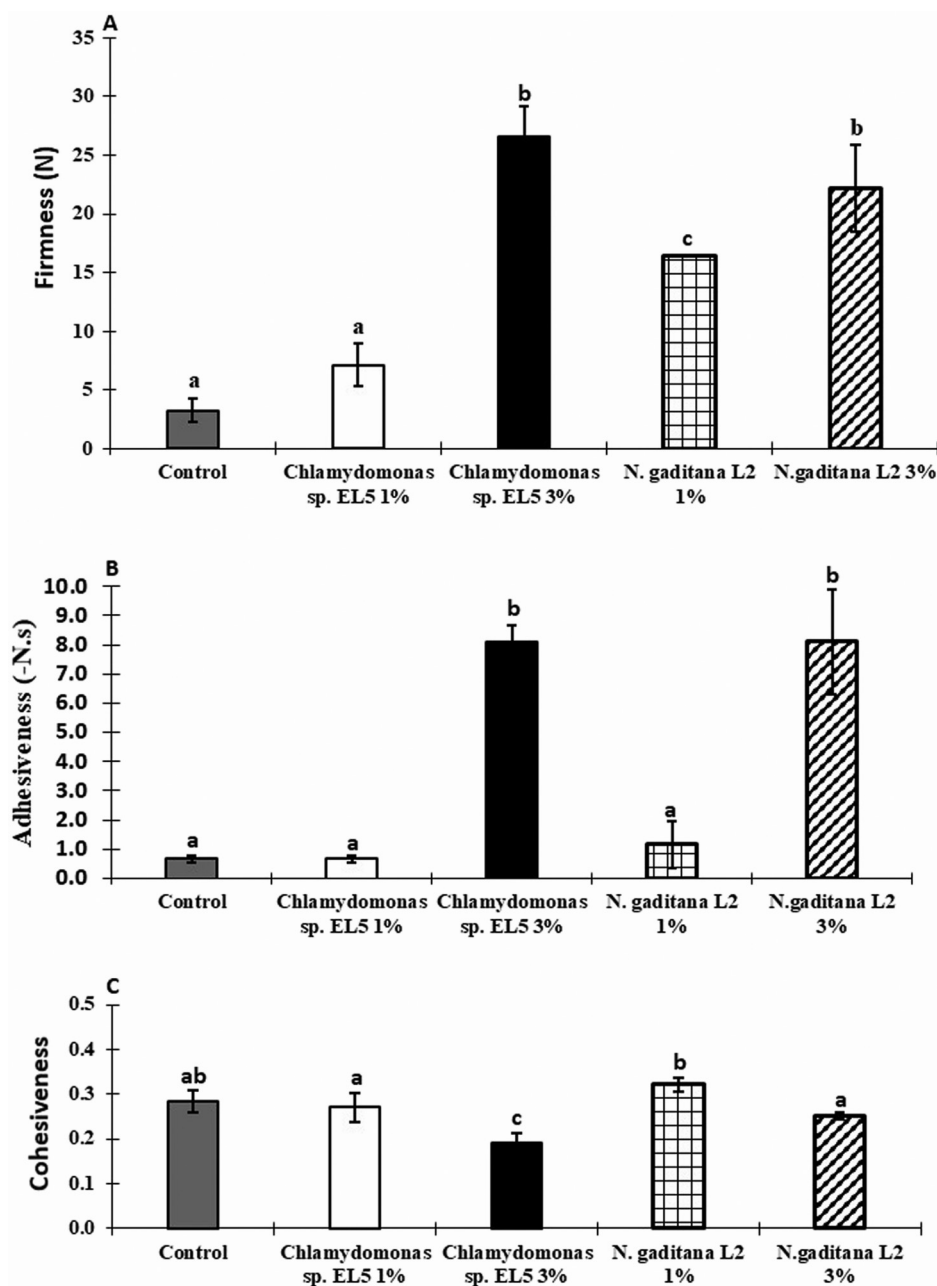 A
Firmness (N)
35
30
25
20
15
10
5
0
a
a
b
c
b
Control
Chlamydomonas
sp. EL5 1%
Chlamydomonas
sp. EL5 3%
N. gaditana L2
1%
N.gaditana L2 3%
B
Adhesiveness (-N.s)
10.0
9.0
8.0
7.0
6.0
5.0
4.0
3.0
2.0
1.0
0.0
a
a
b
a
b
Control
Chlamydomonas
sp. EL5 1%
Chlamydomonas
sp. EL5 3%
N. gaditana L2
1%
N.gaditana L2
3%
C
Cohesiveness
0.5
0.4
0.3
0.2
0.1
0.0
ab
a
c
b
a
Control
Chlamydomonas
sp. EL5 1%
Chlamydomonas
sp. EL5 3%
N. gaditana L2
1%
N.gaditana L2
3%